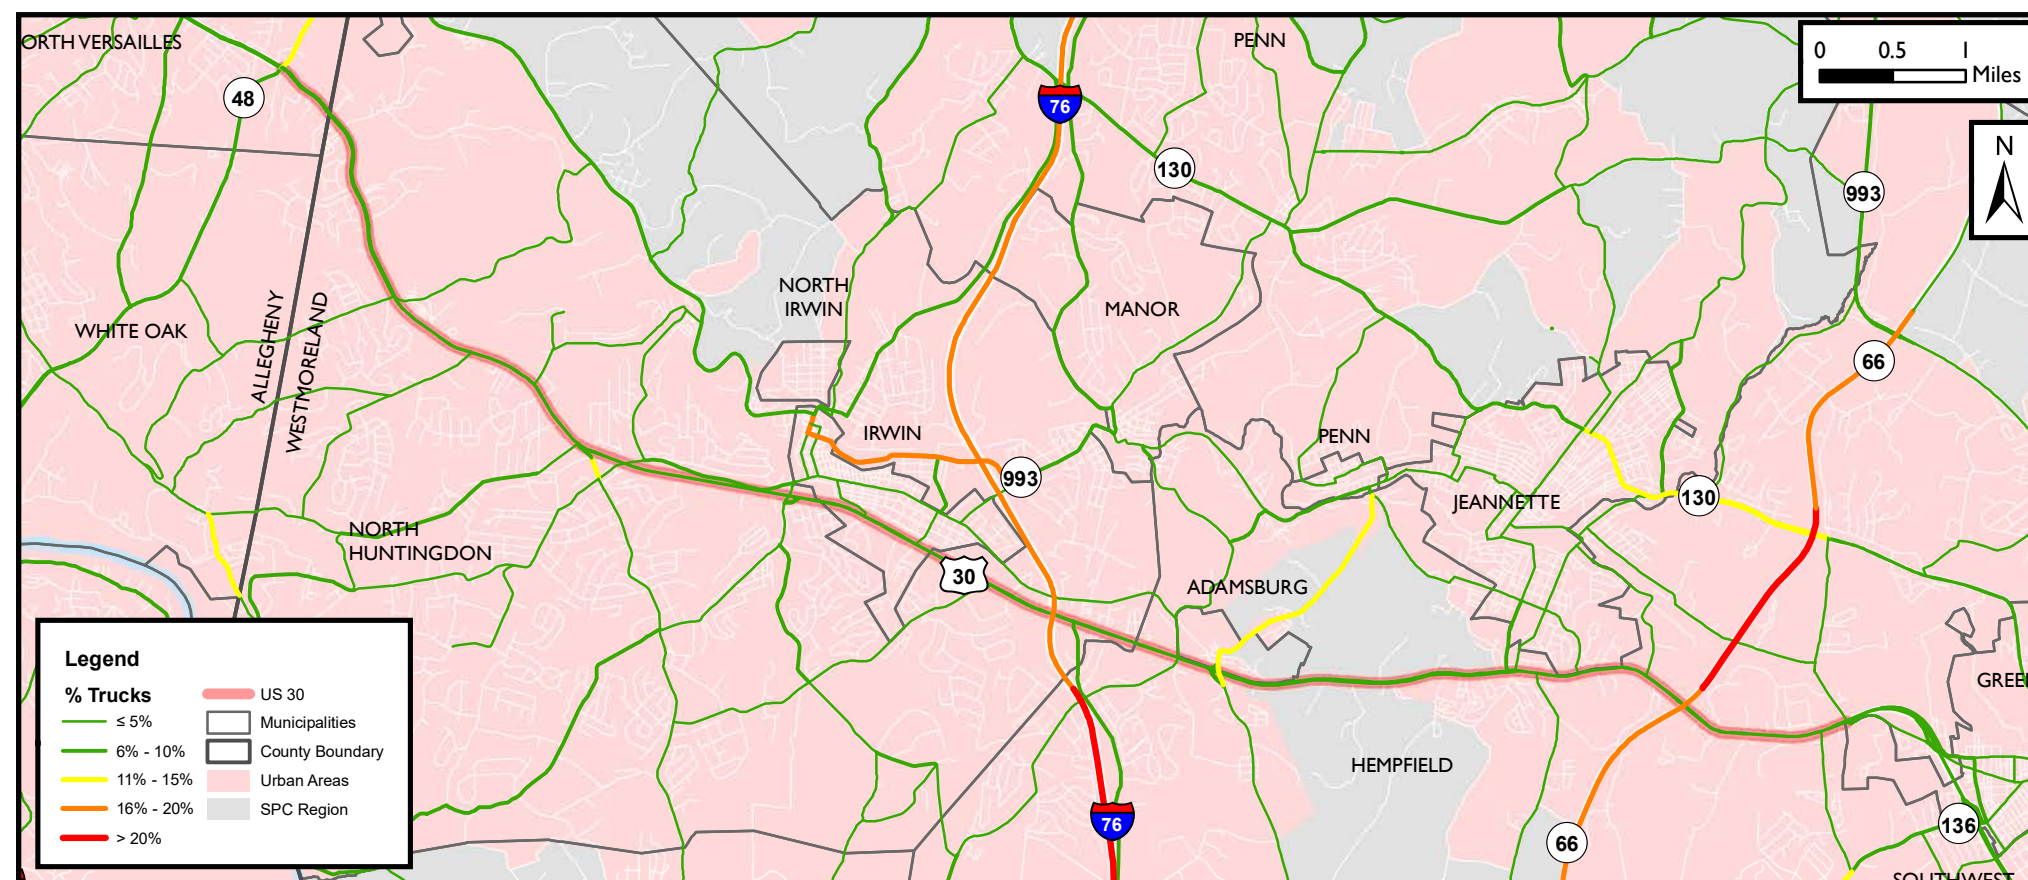 ORTH VERSAILLES
PENN
0 0.5 1
Miles
48
76
130
N
993
NORTH
IRWIN
MANOR
WHITE OAK
ALLEGHENY
WESTMORELAND
66
IRWIN
PENN
993
JEANNETTE
130
NORTH
HUNTINGDON
30
ADAMSBURG
GREE
HEMPFIELD
76
66
136
SOUTHWEST
Legend
% Trucks
≤ 5%
6% - 10%
11% - 15%
16% - 20%
> 20%
US 30
Municipalities
County Boundary
Urban Areas
SPC Region